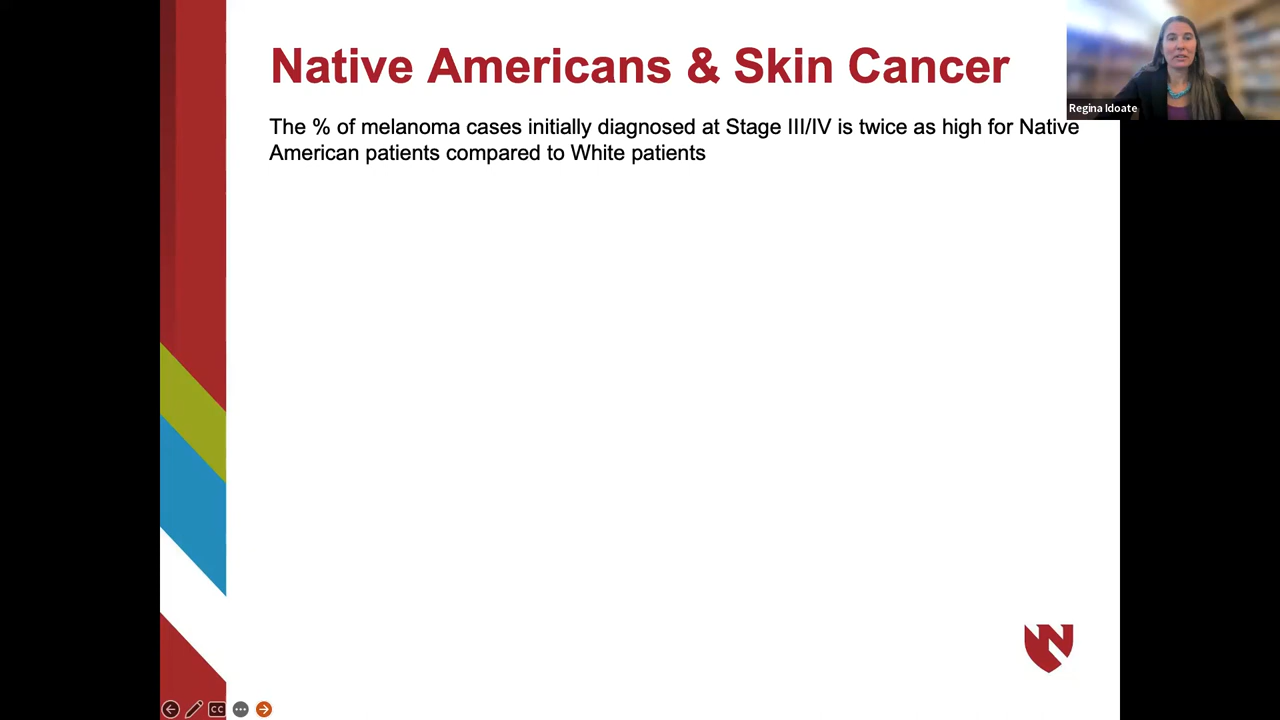 Native Americans & Skin Cancer
Regina Idoate
The % of melanoma cases initially diagnosed at Stage III/IV is twice as high for Native
American patients compared to White patients
N
CC